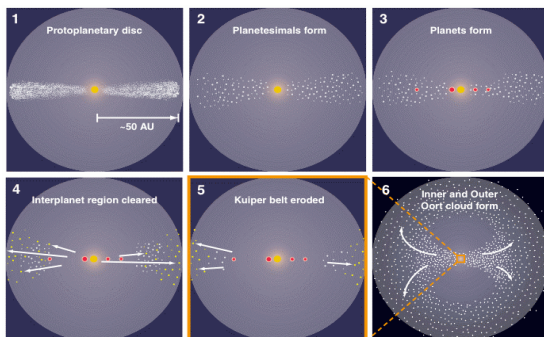 1
Protoplanetary disc
~50 AU
2
Planetesimals form
3
Planets form
4
Interplanet region cleared
5
Kuiper belt eroded
6
Inner and Outer
Oort cloud form